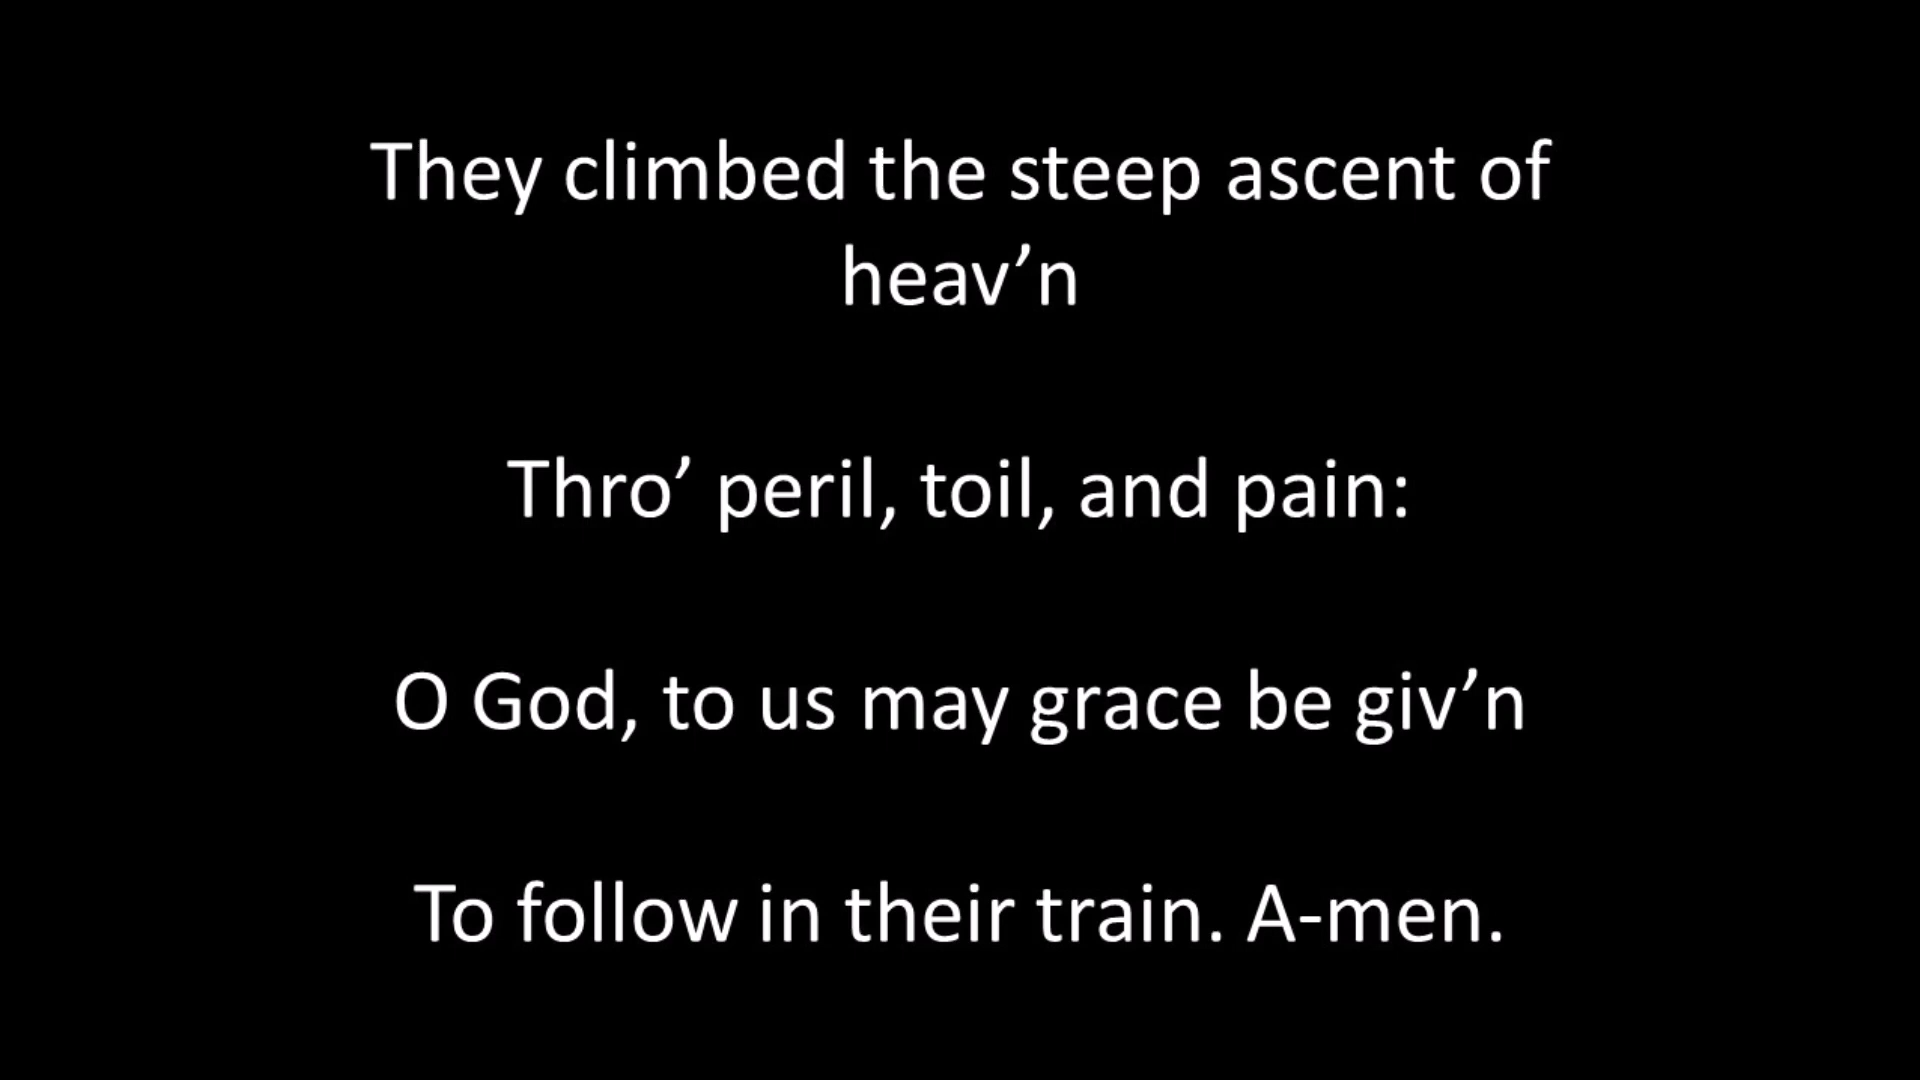 They climbed the steep ascent of
heav’n
Thro’ peril, toil, and pain:
O God, to us may grace be giv’n
To follow in their train. A-men.